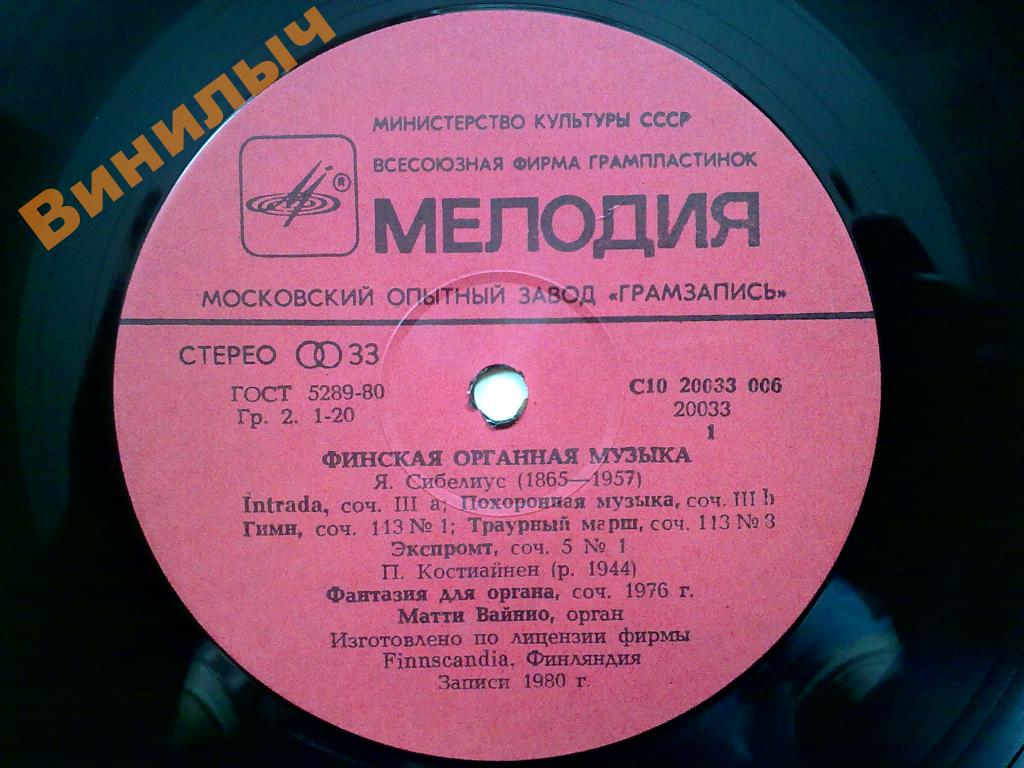 Винилыч
МИНИСТЕРСТВО КУЛЬТУРЫ СССР
ВСЕСОЮЗНАЯ ФИРМА ГРАМПЛАСТИНОК
®
МЕЛОДИЯ
МОСКОВСКИЙ ОПЫТНЫЙ ЗАВОД «ГРАМЗАПИСЬ»
СТЕРЕО 33
ГОСТ 5289-80
Гр. 2. 1-20
С10 20033 006
20033
1
ФИНСКАЯ ОРГАННАЯ МУЗЫКА
Я. Сибелиус (1865—1957)
Intrada, соч. III а; Похоронная музыка, соч. III b
Гимн, соч. 113 № 1; Траурный марш, соч. 113 № 3
Экспромт, соч. 5 № 1
П. Костиайнен (р. 1944)
Фантазия для органа, соч. 1976 г.
Матти Вайнио, орган
Изготовлено по лицензии фирмы
Finnscandia, Финляндия
Записи 1980 г.